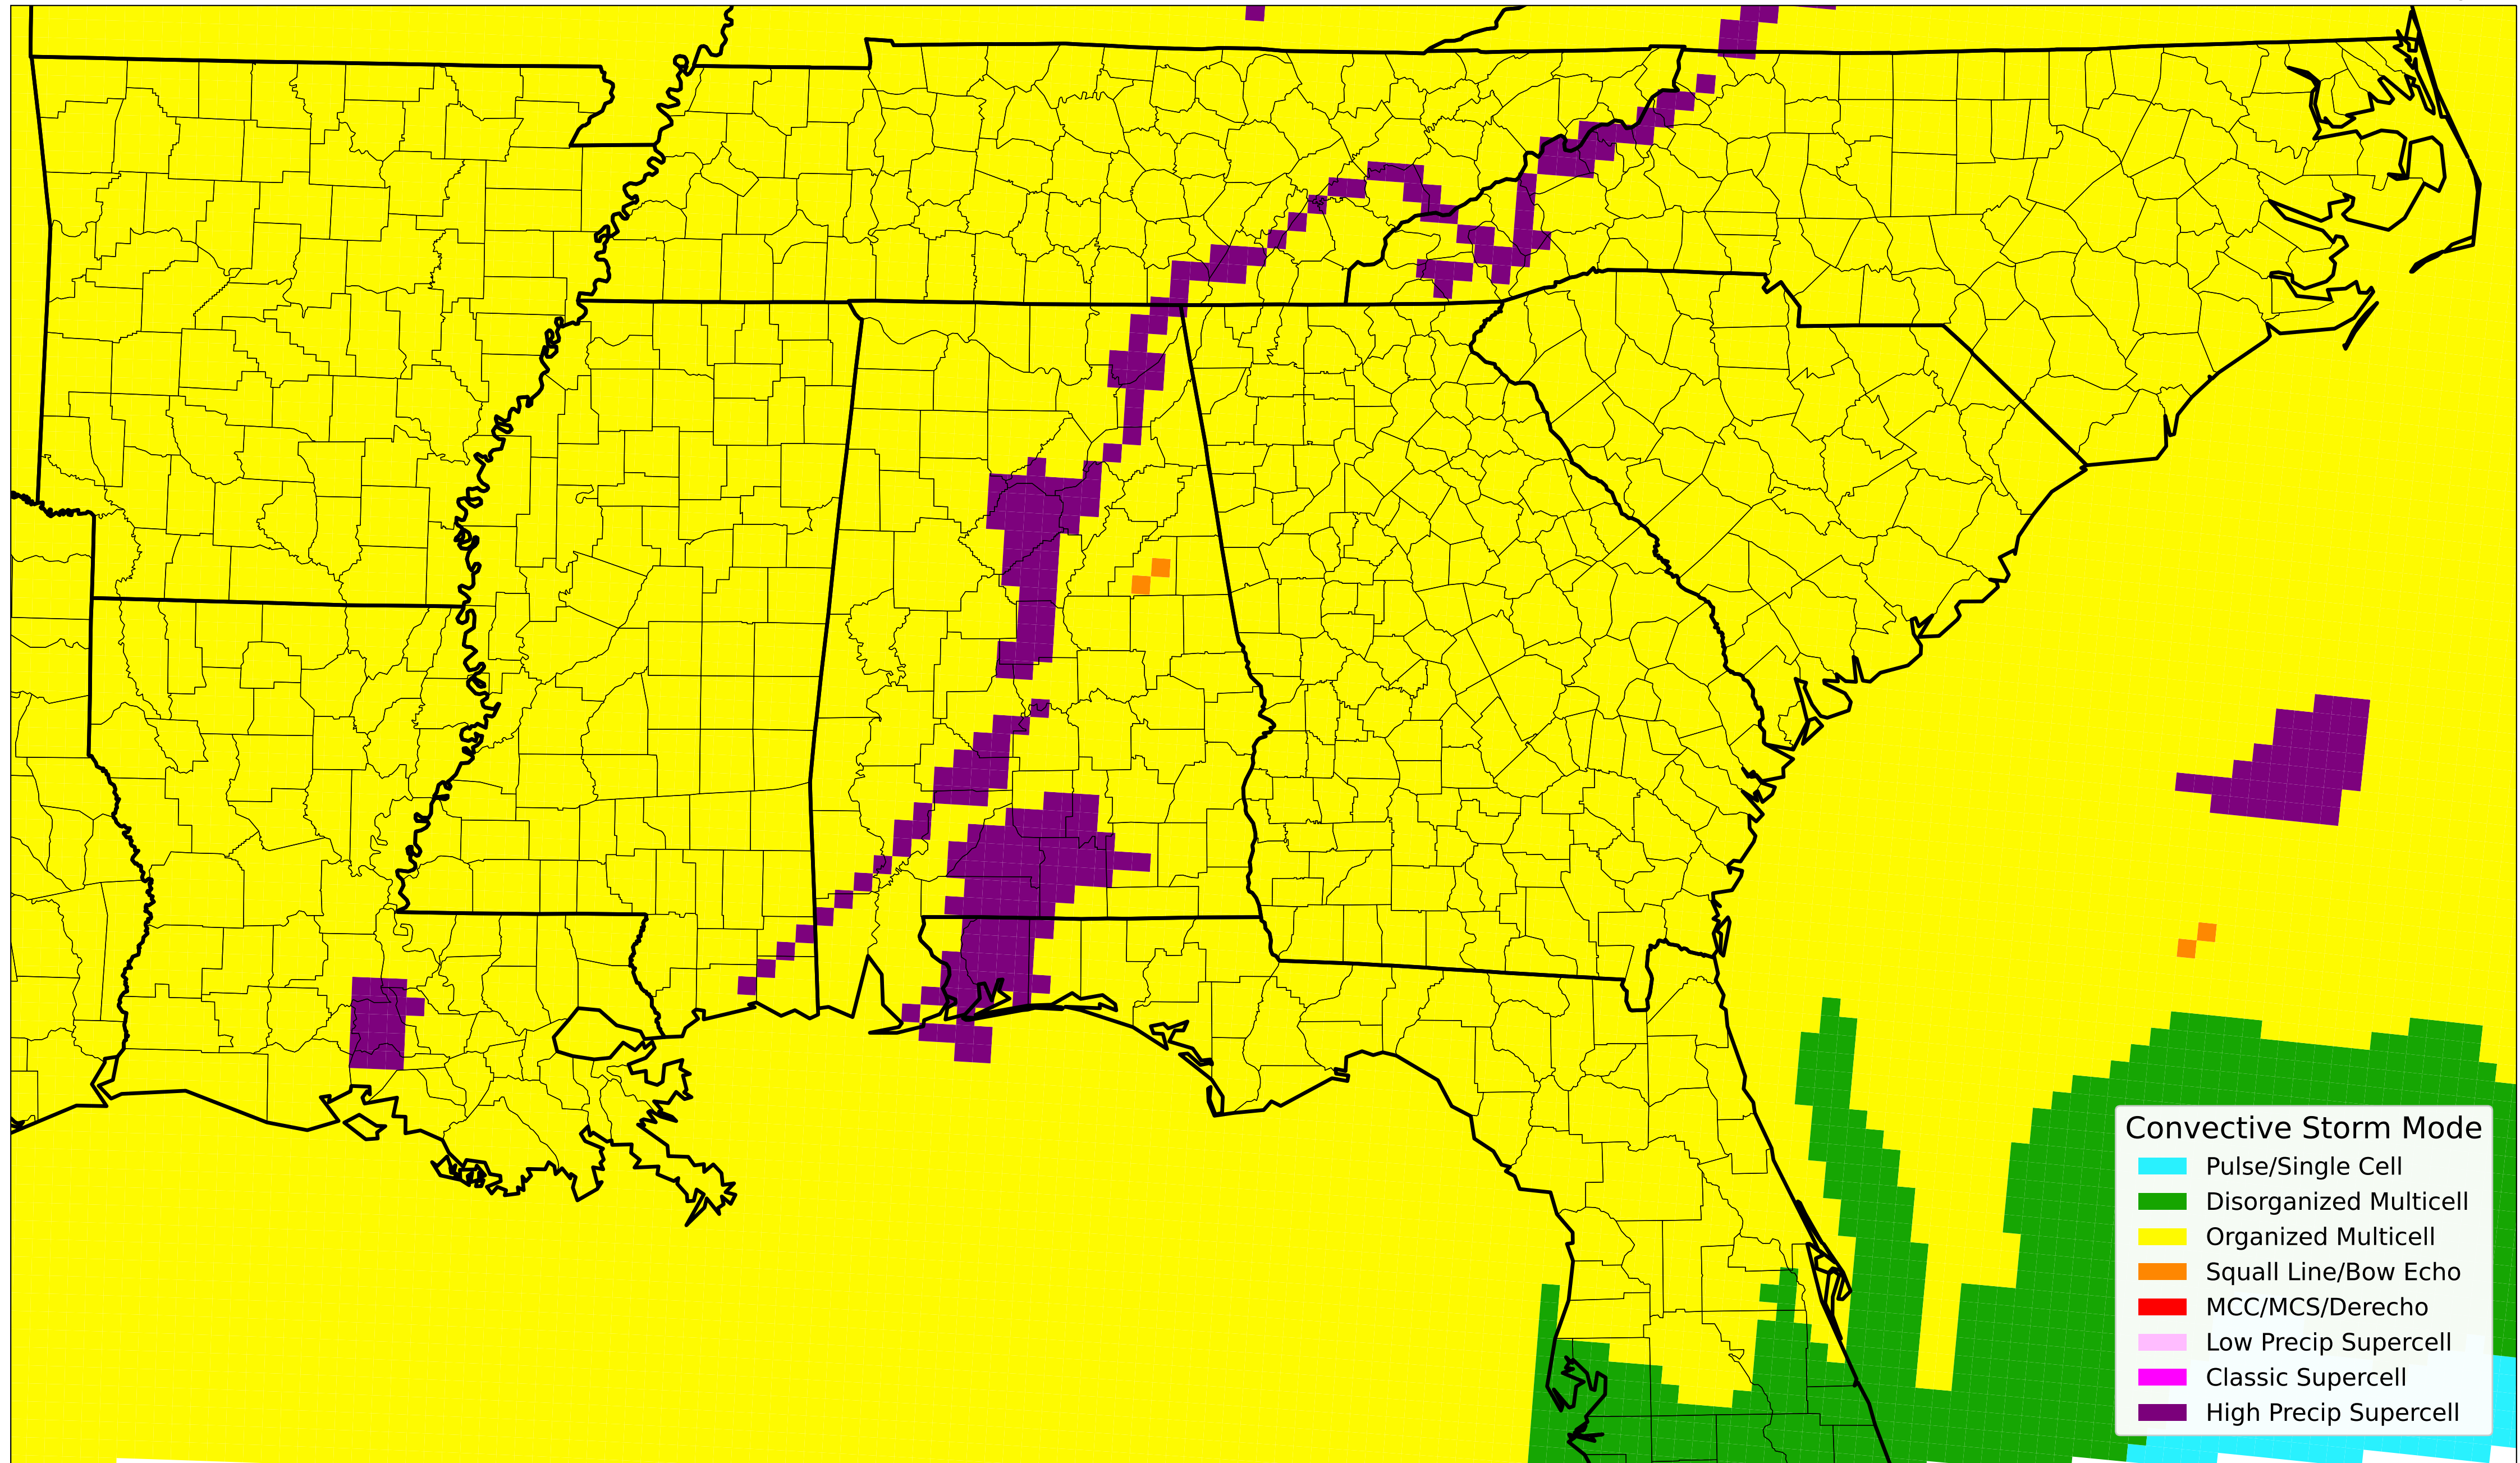 Convective Storm Mode
Pulse/Single Cell
Disorganized Multicell
Organized Multicell
Squall Line/Bow Echo
MCC/MCS/Derecho
Low Precip Supercell
Classic Supercell
High Precip Supercell